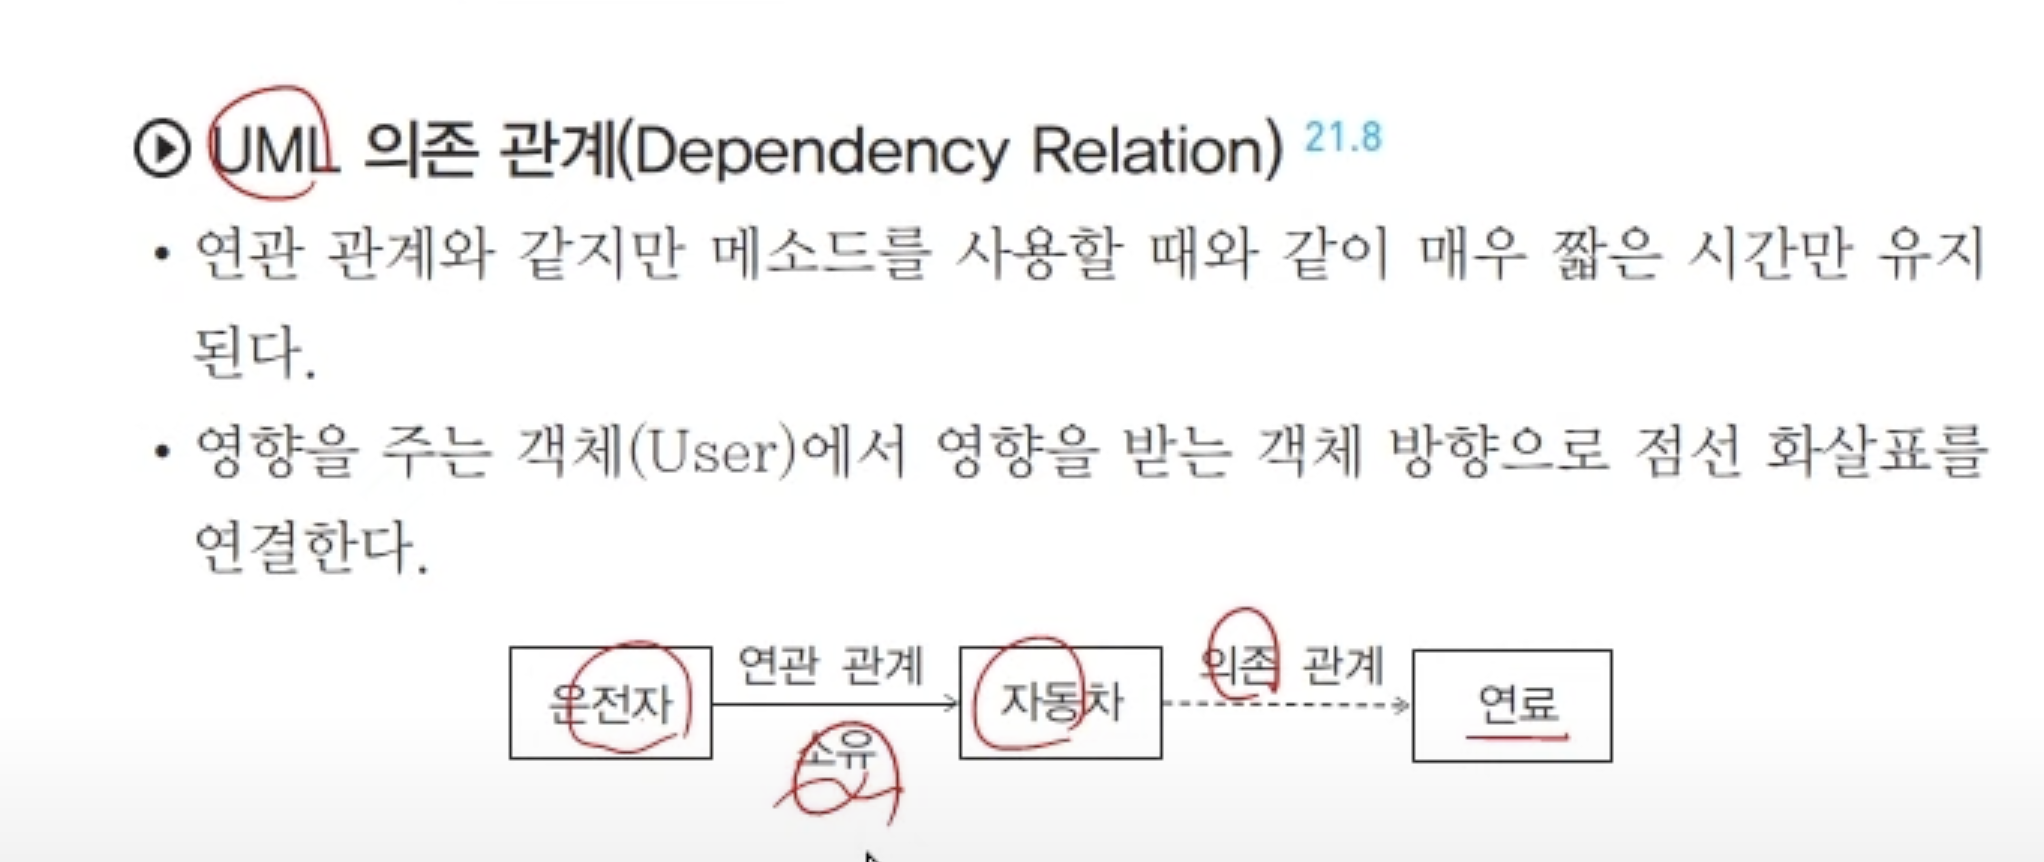 UML 의존 관계(Dependency Relation) 21.8
• 연관 관계와 같지만 메소드를 사용할 때와 같이 매우 짧은 시간만 유지
된다.
• 영향을 주는 객체(User)에서 영향을 받는 객체 방향으로 점선 화살표를
연결한다.
운전자 연관 관계 자동차 의존 관계 연료
소유